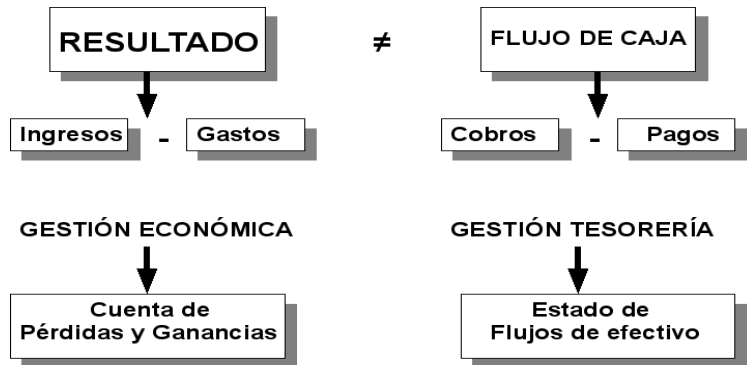 RESULTADO ≠ FLUJO DE CAJA
Ingresos - Gastos Cobros - Pagos
GESTIÓN ECONÓMICA GESTIÓN TESORERÍA
Cuenta de
Pérdidas y Ganancias
Estado de
Flujos de efectivo